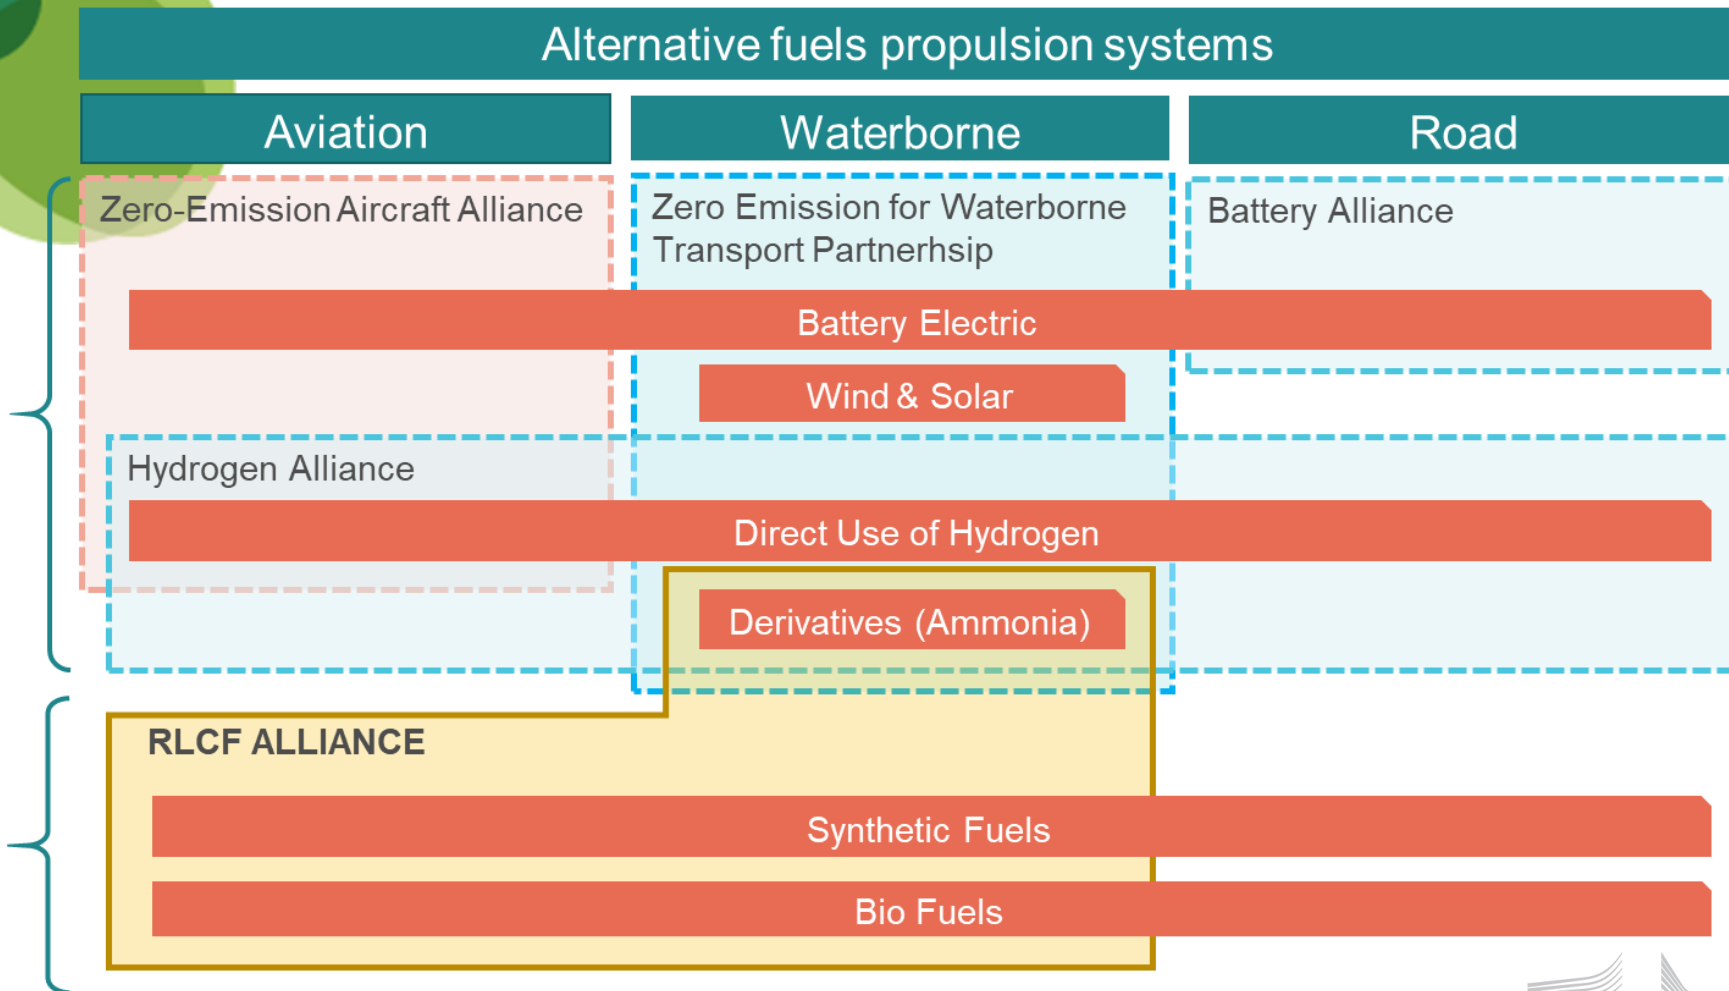 Alternative fuels propulsion systems
Aviation
Waterborne
Road
Zero-Emission Aircraft Alliance
Zero Emission for Waterborne
Transport Partnerhsip
Battery Alliance
Battery Electric
Wind & Solar
Hydrogen Alliance
Direct Use of Hydrogen
Derivatives (Ammonia)
RLCF ALLIANCE
Synthetic Fuels
Bio Fuels